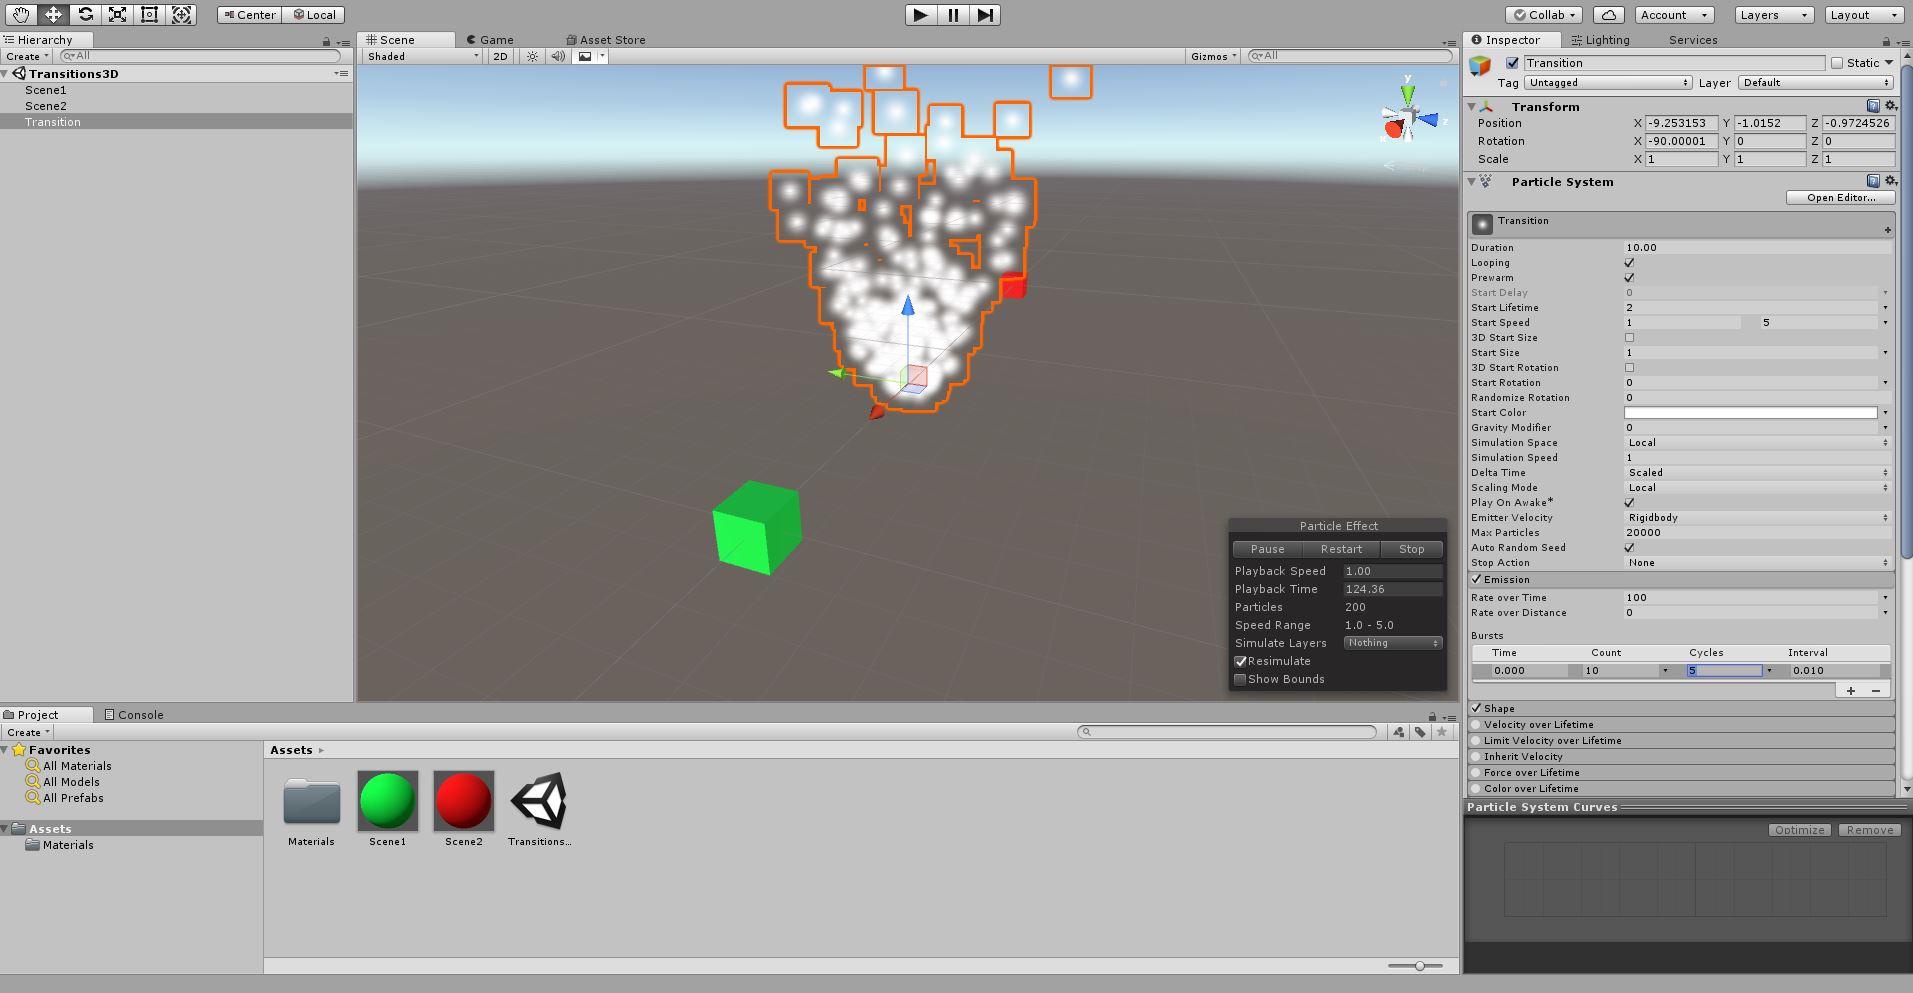 Center Local Collab Account Layers Layout
Hierarchy
Create All
Transitions3D
Scene1
Scene2
Transition
Scene Game Asset Store
Shaded 2D Gizmos All
y
z
x
Inspector Lighting Services
Transition Static
Tag Untagged Layer Default
Transform
Position X -9.253153 Y -1.0152 Z -0.9724526
Rotation X -90.00001 Y 0 Z 0
Scale X 1 Y 1 Z 1
Particle System
Open Editor...
Transition
Duration 10.00
Looping
Prewarm
Start Delay 0
Start Lifetime 2
Start Speed 1 5
3D Start Size
Start Size 1
3D Start Rotation
Start Rotation 0
Randomize Rotation 0
Start Color
Gravity Modifier 0
Simulation Space Local
Simulation Speed 1
Delta Time Scaled
Scaling Mode Local
Play On Awake*
Emitter Velocity Rigidbody
Max Particles 20000
Auto Random Seed
Stop Action None
Emission
Rate over Time 100
Rate over Distance 0
Bursts
Time Count Cycles Interval
0.000 10 5 0.010
Shape
Velocity over Lifetime
Limit Velocity over Lifetime
Inherit Velocity
Force over Lifetime
Color over Lifetime
Particle System Curves
Optimize Remove
Particle Effect
Pause Restart Stop
Playback Speed 1.00
Playback Time 124.36
Particles 200
Speed Range 1.0 - 5.0
Simulate Layers Nothing
Resimulate
Show Bounds
Project Console
Create
Favorites
All Materials
All Models
All Prefabs
Assets
Materials
Assets
Materials Scene1 Scene2 Transitions...